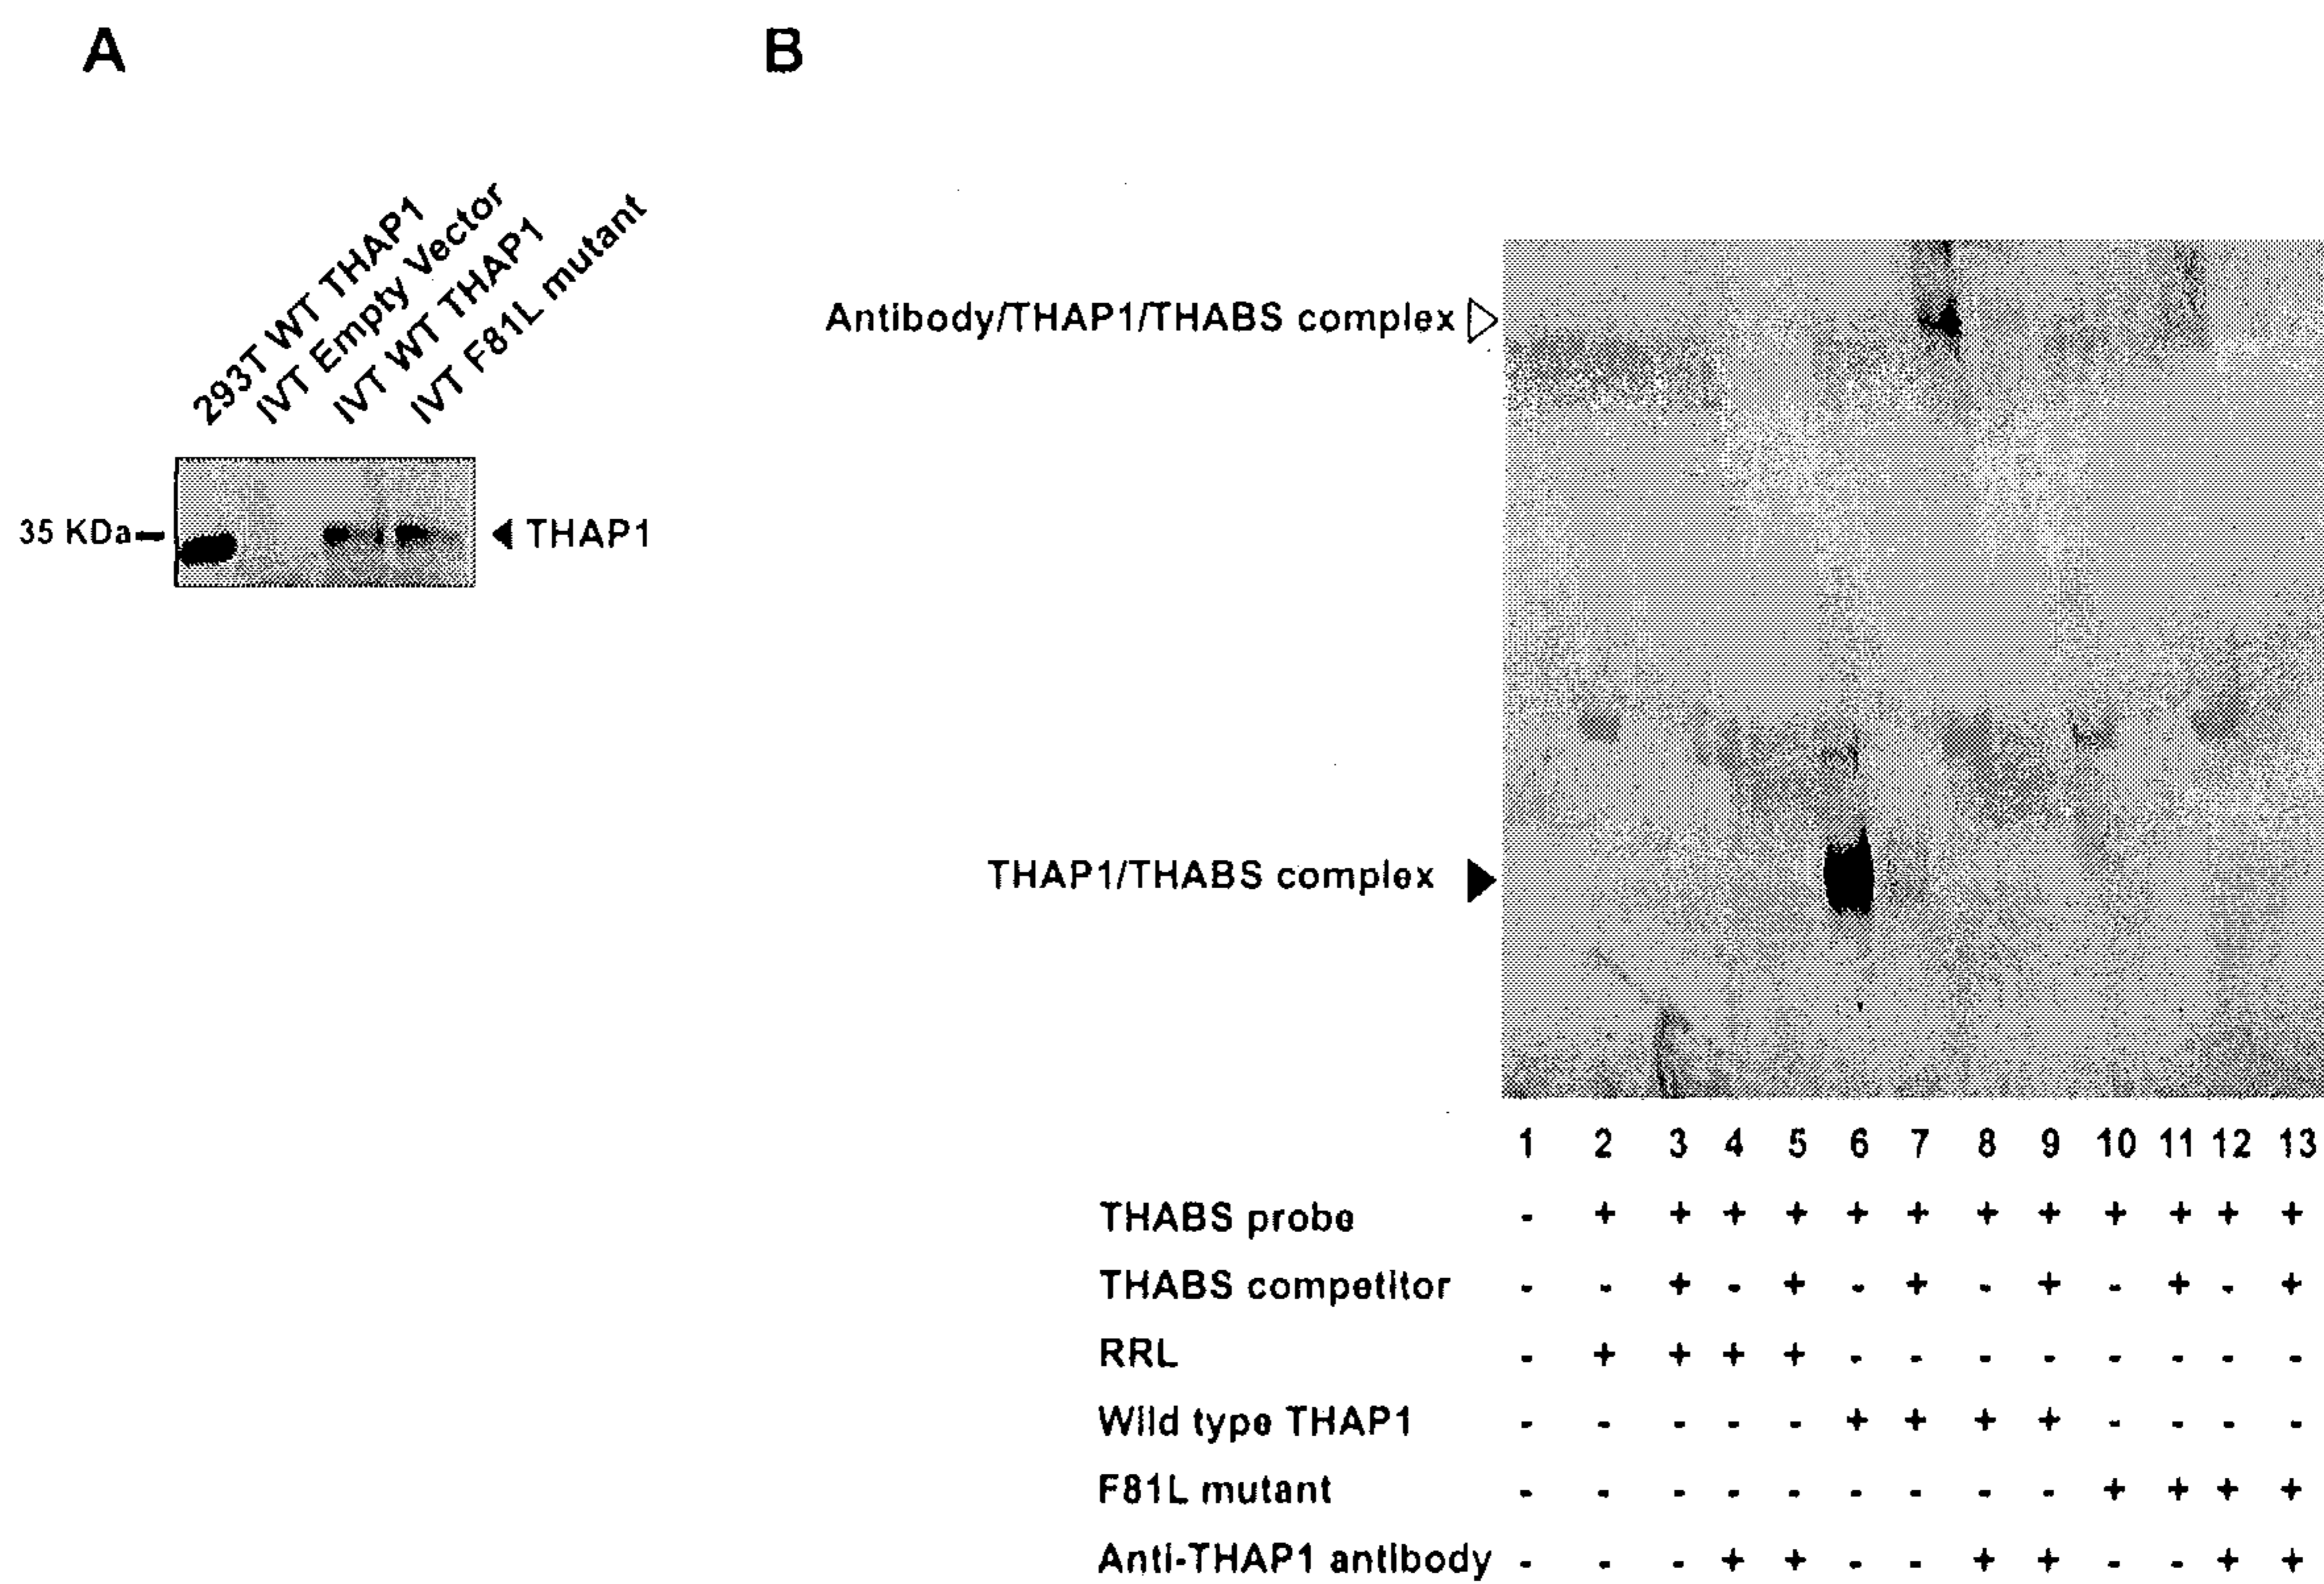 A
B
293T WT THAP1
IVT Empty Vector
IVT WT THAP1
IVT F81L mutant
35 KDa
THAP1
Antibody/THAP1/THABS complex
THAP1/THABS complex
1 2 3 4 5 6 7 8 9 10 11 12 13
THABS probe - + + + + + + + + + + + +
THABS competitor - - + - + - + - + - + - +
RRL - + + + + - - - - - - - -
Wild type THAP1 - - - - - + + + + - - - -
F81L mutant - - - - - - - - - + + + +
Anti-THAP1 antibody - - - + + - - + + - - + +